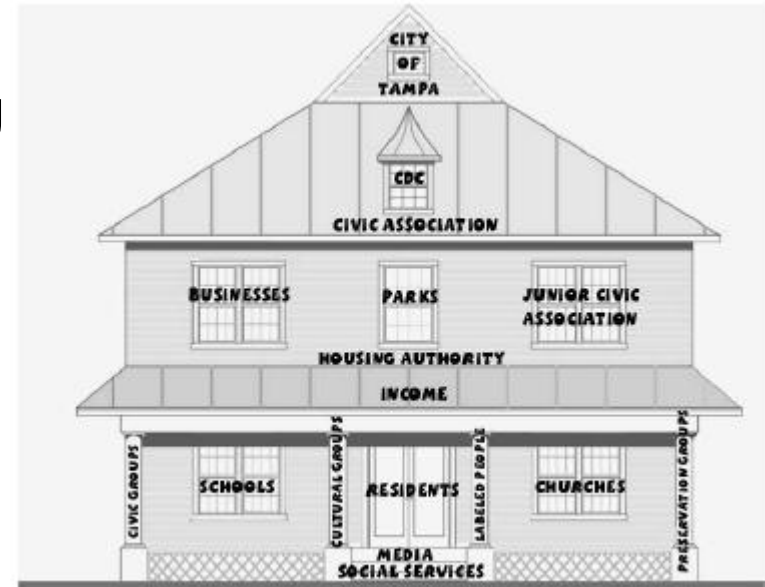 CITY
OF
TAMPA
CDC
CIVIC ASSOCIATION
BUSINESSES
PARKS
JUNIOR CIVIC
ASSOCIATION
HOUSING AUTHORITY
INCOME
CIVIC GROUPS
SCHOOLS
CULTURAL GROUPS
RESIDENTS
LABELED PEOPLE
CHURCHES
PRESERVATION GROUPS
MEDIA
SOCIAL SERVICES